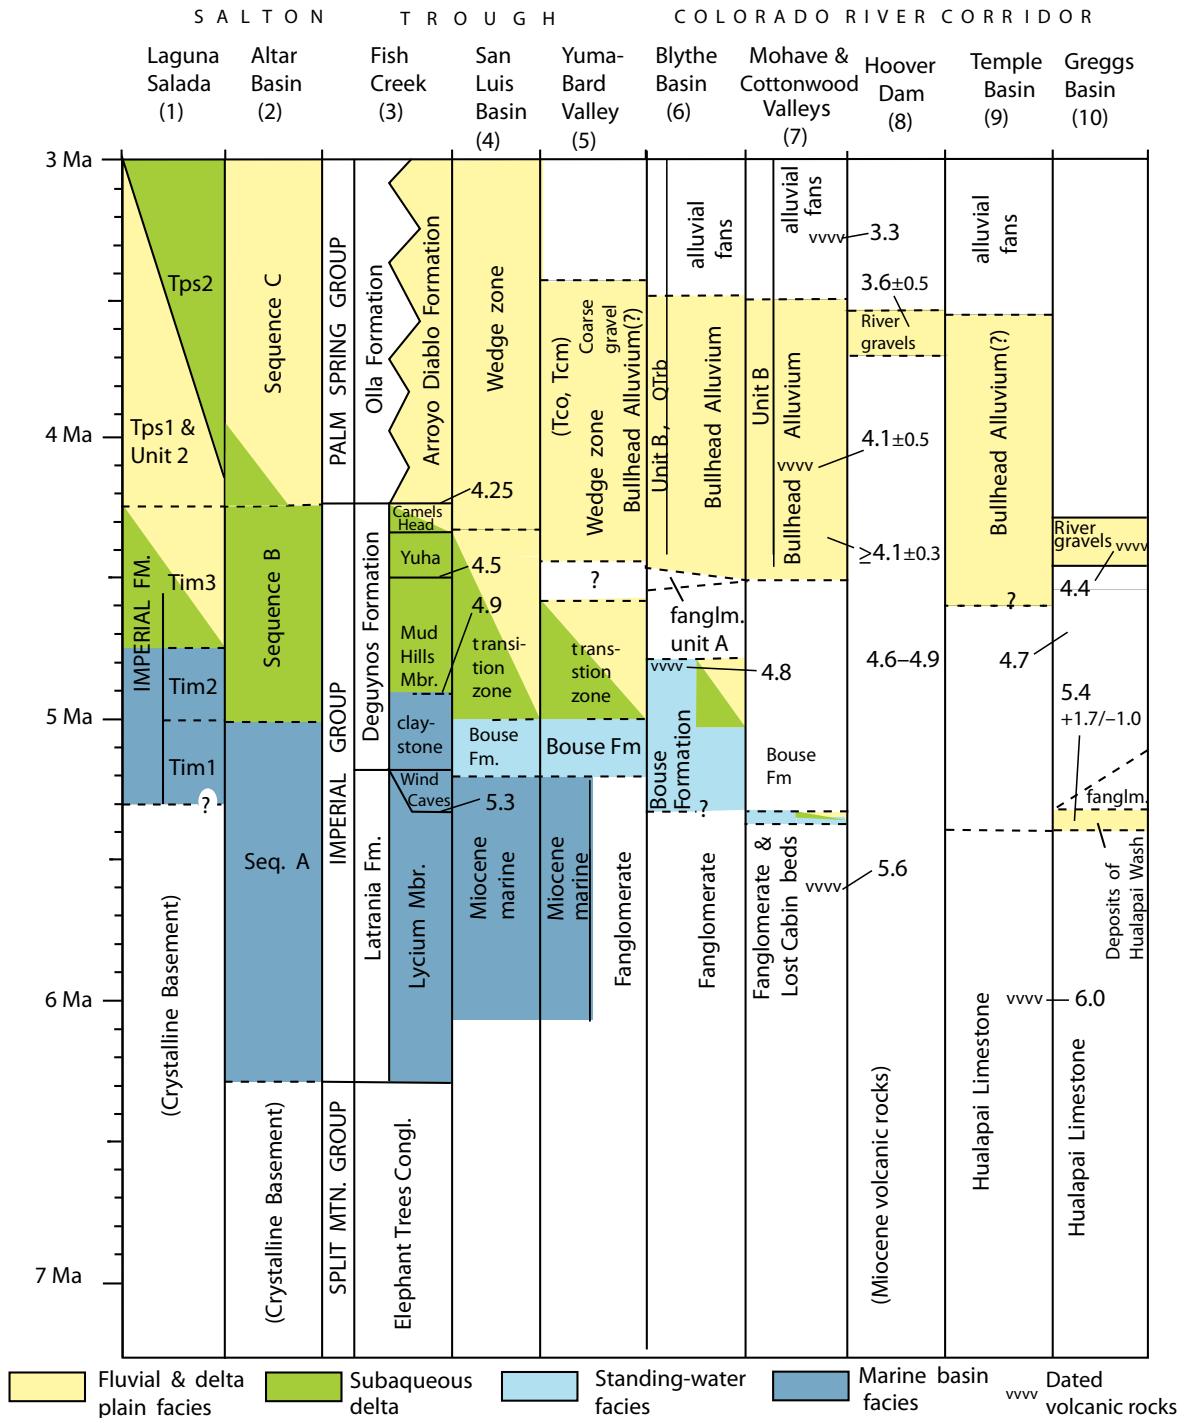 SALTON TROUGH
COLORADO RIVER CORRIDOR
Laguna
Salada
(1)
Altar
Basin
(2)
Fish
Creek
(3)
San
Luis
Basin
(4)
Yuma-
Bard
Valley
(5)
Blythe
Basin
(6)
Mohave &
Cottonwood
Valleys
(7)
Hoover
Dam
(8)
Temple
Basin
(9)
Greggs
Basin
(10)
3 Ma
4 Ma
5 Ma
6 Ma
7 Ma
Tps2
Tps1 &
Unit 2
IMPERIAL FM.
Tim3
Tim2
Tim1
?
(Crystalline Basement)
Sequence C
Sequence B
Seq. A
(Crystalline Basement)
PALM SPRING GROUP
IMPERIAL GROUP
SPLIT MTN. GROUP
Olla Formation
Deguynos Formation
Latrania Fm.
Elephant Trees Congl.
Arroyo Diablo Formation
Camels
Head
Yuha
Mud
Hills
Mbr.
clay-
stone
Wind
Caves
Lycium Mbr.
Wedge zone
4.25
4.5
4.9
transi-
tion
zone
Bouse
Fm.
5.3
Miocene
marine
(Tco, Tcm)
Coarse
gravel
Wedge zone
Bullhead Alluvium(?)
?
trans-
stion
zone
Bouse Fm
Miocene
marine
Fanglomerate
alluvial
fans
Unit B, QTrb
Bullhead Alluvium
fanglm.
unit A
vvvv
4.8
Bouse
Formation
?
Fanglomerate
alluvial
fans
vvvv
3.3
Unit B
Bullhead Alluvium
vvvv
Bouse
Fm
Fanglomerate &
Lost Cabin beds
vvvv
3.6±0.5
River
gravels
4.1±0.5
≥4.1±0.3
4.6–4.9
5.6
(Miocene volcanic rocks)
alluvial
fans
Bullhead Alluvium(?)
?
4.7
Hualapai Limestone
vvvv
6.0
River
gravels vvvv
4.4
5.4
+1.7/–1.0
fanglm.
Deposits of
Hualapai Wash
Hualapai Limestone
Fluvial & delta
plain facies
Subaqueous
delta
Standing-water
facies
Marine basin
facies
vvvv
Dated
volcanic rocks